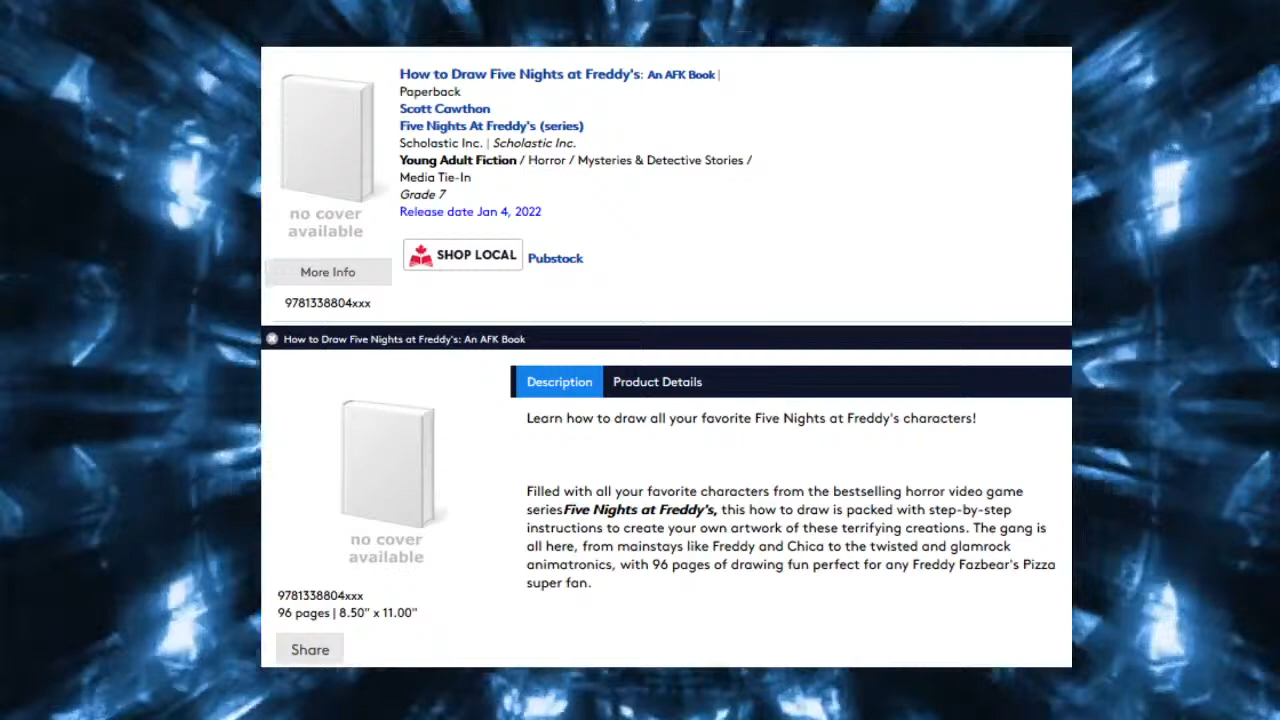 How to Draw Five Nights at Freddy's: An AFK Book |
Paperback
Scott Cawthon
Five Nights At Freddy's (series)
Scholastic Inc. | Scholastic Inc.
Young Adult Fiction / Horror / Mysteries & Detective Stories /
Media Tie-In
Grade 7
Release date Jan 4, 2022
no cover
available
SHOP LOCAL Pubstock
More Info
9781338804xxx
How to Draw Five Nights at Freddy's: An AFK Book
Description Product Details
Learn how to draw all your favorite Five Nights at Freddy's characters!
Filled with all your favorite characters from the bestselling horror video game
seriesFive Nights at Freddy's, this how to draw is packed with step-by-step
instructions to create your own artwork of these terrifying creations. The gang is
all here, from mainstays like Freddy and Chica to the twisted and glamrock
animatronics, with 96 pages of drawing fun perfect for any Freddy Fazbear's Pizza
super fan.
no cover
available
9781338804xxx
96 pages | 8.50" x 11.00"
Share